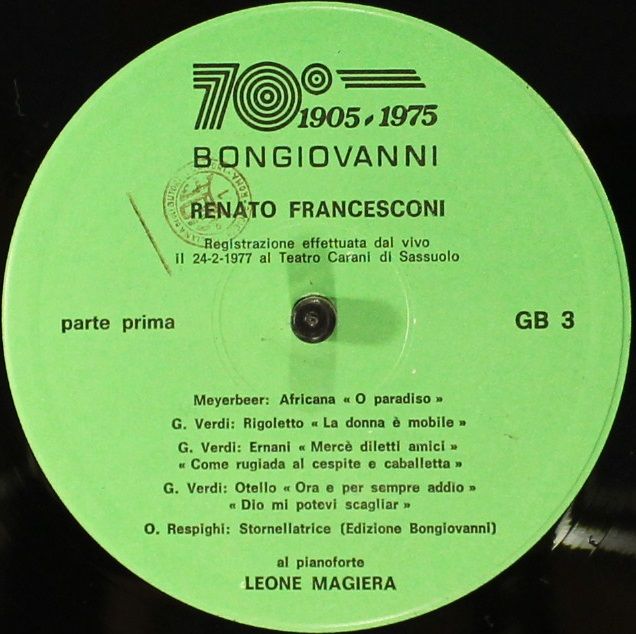 70°
1905-1975
BONGIOVANNI
RENATO FRANCESCONI
Registrazione effettuata dal vivo
il 24-2-1977 al Teatro Carani di Sassuolo
parte prima
GB 3
Meyerbeer: Africana « O paradiso »
G. Verdi: Rigoletto « La donna è mobile »
G. Verdi: Ernani « Mercè diletti amici »
« Come rugiada al cespite e caballetta »
G. Verdi: Otello « Ora e per sempre addio »
« Dio mi potevi scagliar »
O. Respighi: Stornellatrice (Edizione Bongiovanni)
al pianoforte
LEONE MAGIERA